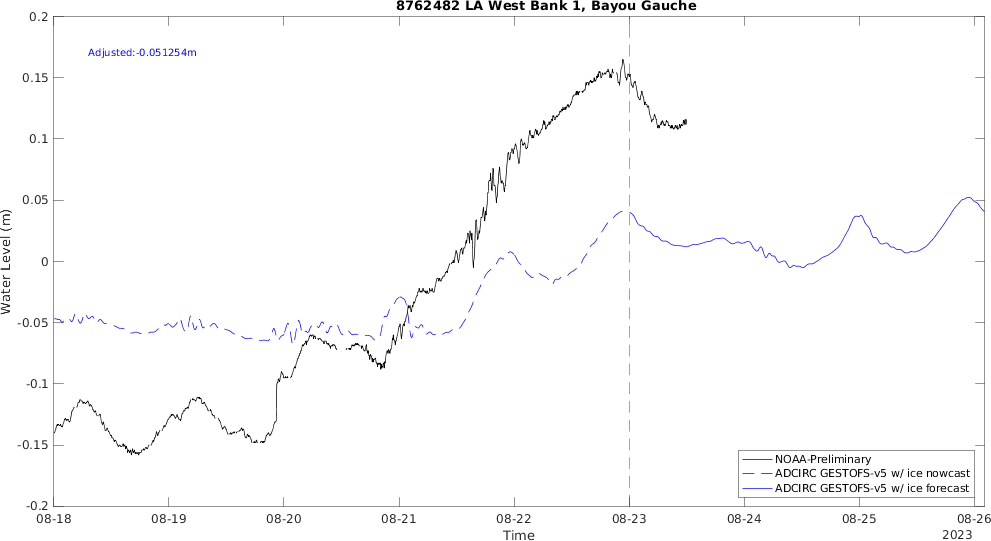 8762482 LA West Bank 1, Bayou Gauche
Adjusted:-0.051254m
Water Level (m)
0.2
0.15
0.1
0.05
0
-0.05
-0.1
-0.15
-0.2
NOAA-Preliminary
ADCIRC GESTOFS-v5 w/ ice nowcast
ADCIRC GESTOFS-v5 w/ ice forecast
08-18 08-19 08-20 08-21 08-22 08-23 08-24 08-25 08-26
Time
2023